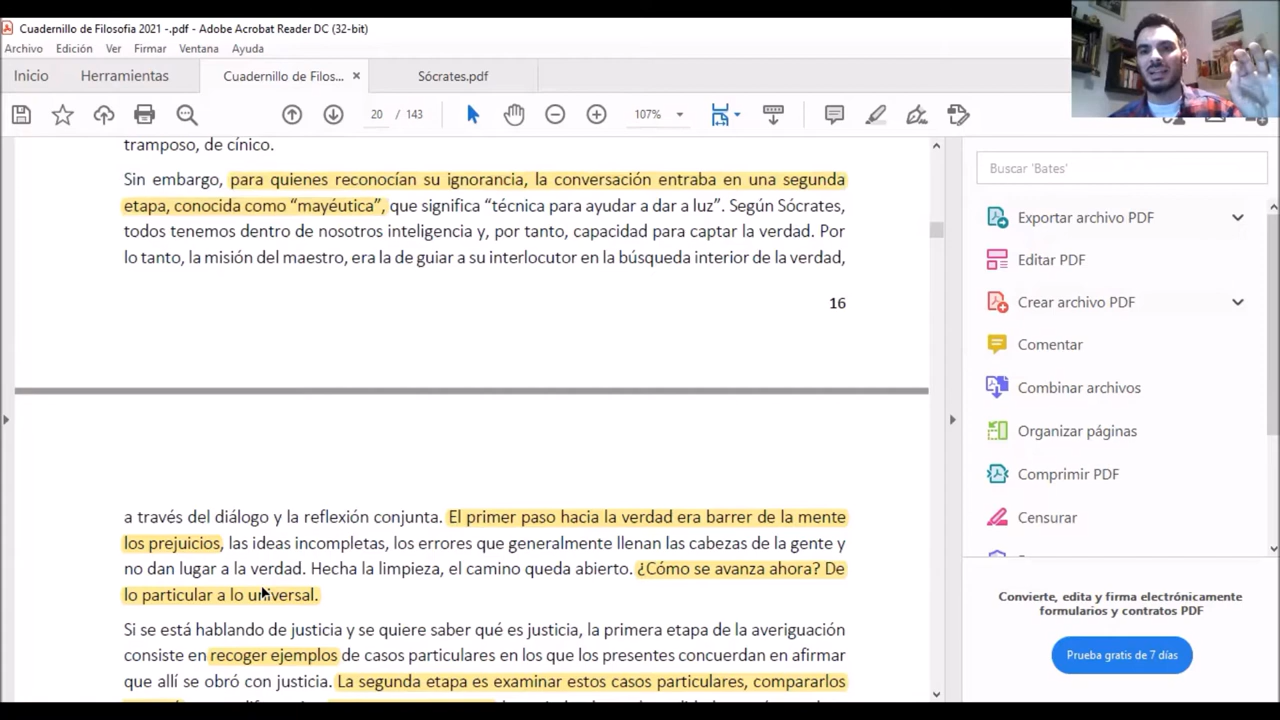 Cuadernillo de Filosofia 2021 -.pdf - Adobe Acrobat Reader DC (32-bit)
Archivo Edición Ver Firmar Ventana Ayuda
Inicio Herramientas Cuadernillo de Filos... × Sócrates.pdf
20 / 143 107%
tramposo, de cínico.
Sin embargo, para quienes reconocían su ignorancia, la conversación entraba en una segunda
etapa, conocida como “mayéutica”, que significa “técnica para ayudar a dar a luz”. Según Sócrates,
todos tenemos dentro de nosotros inteligencia y, por tanto, capacidad para captar la verdad. Por
lo tanto, la misión del maestro, era la de guiar a su interlocutor en la búsqueda interior de la verdad,
16
a través del diálogo y la reflexión conjunta. El primer paso hacia la verdad era barrer de la mente
los prejuicios, las ideas incompletas, los errores que generalmente llenan las cabezas de la gente y
no dan lugar a la verdad. Hecha la limpieza, el camino queda abierto. ¿Cómo se avanza ahora? De
lo particular a lo universal.
Si se está hablando de justicia y se quiere saber qué es justicia, la primera etapa de la averiguación
consiste en recoger ejemplos de casos particulares en los que los presentes concuerdan en afirmar
que allí se obró con justicia. La segunda etapa es examinar estos casos particulares, compararlos
Buscar 'Bates'
Exportar archivo PDF
Editar PDF
Crear archivo PDF
Comentar
Combinar archivos
Organizar páginas
Comprimir PDF
Censurar
Convierte, edita y firma electrónicamente
formularios y contratos PDF
Prueba gratis de 7 días